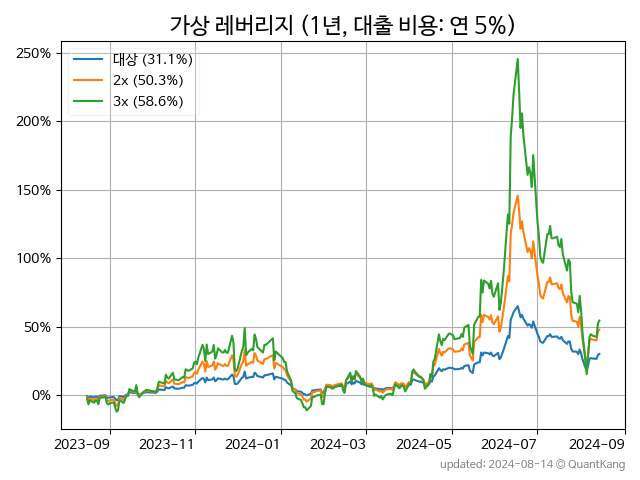 가상 레버리지 (1년, 대출 비용: 연 5%)
250%
200%
150%
100%
50%
0%
대상 (31.1%)
2x (50.3%)
3x (58.6%)
2023-09
2023-11
2024-01
2024-03
2024-05
2024-07
2024-09
updated: 2024-08-14 © QuantKang